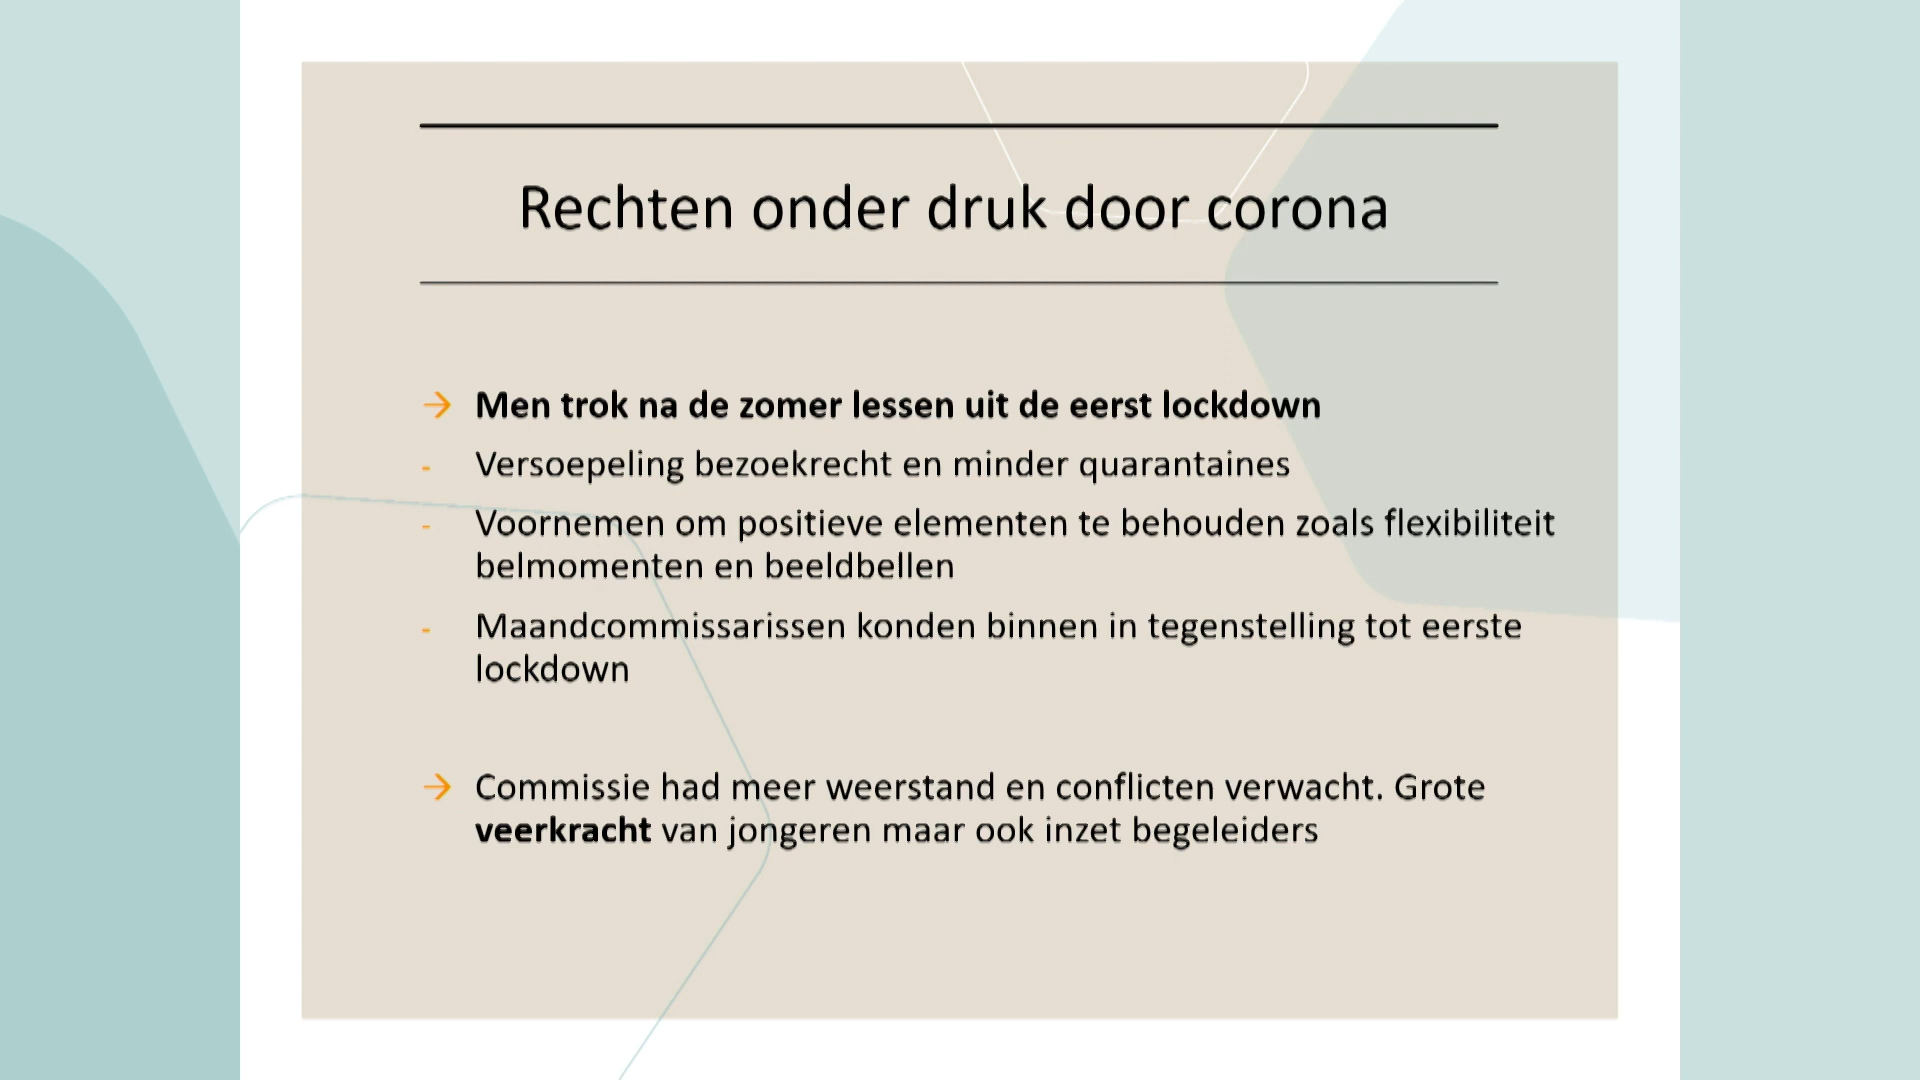 Rechten onder druk door corona
→ Men trok na de zomer lessen uit de eerst lockdown
- Versoepeling bezoekrecht en minder quarantaines
- Voornemen om positieve elementen te behouden zoals flexibiliteit
belmomenten en beeldbellen
- Maandcommissarissen konden binnen in tegenstelling tot eerste
lockdown
→ Commissie had meer weerstand en conflicten verwacht. Grote
veerkracht van jongeren maar ook inzet begeleiders